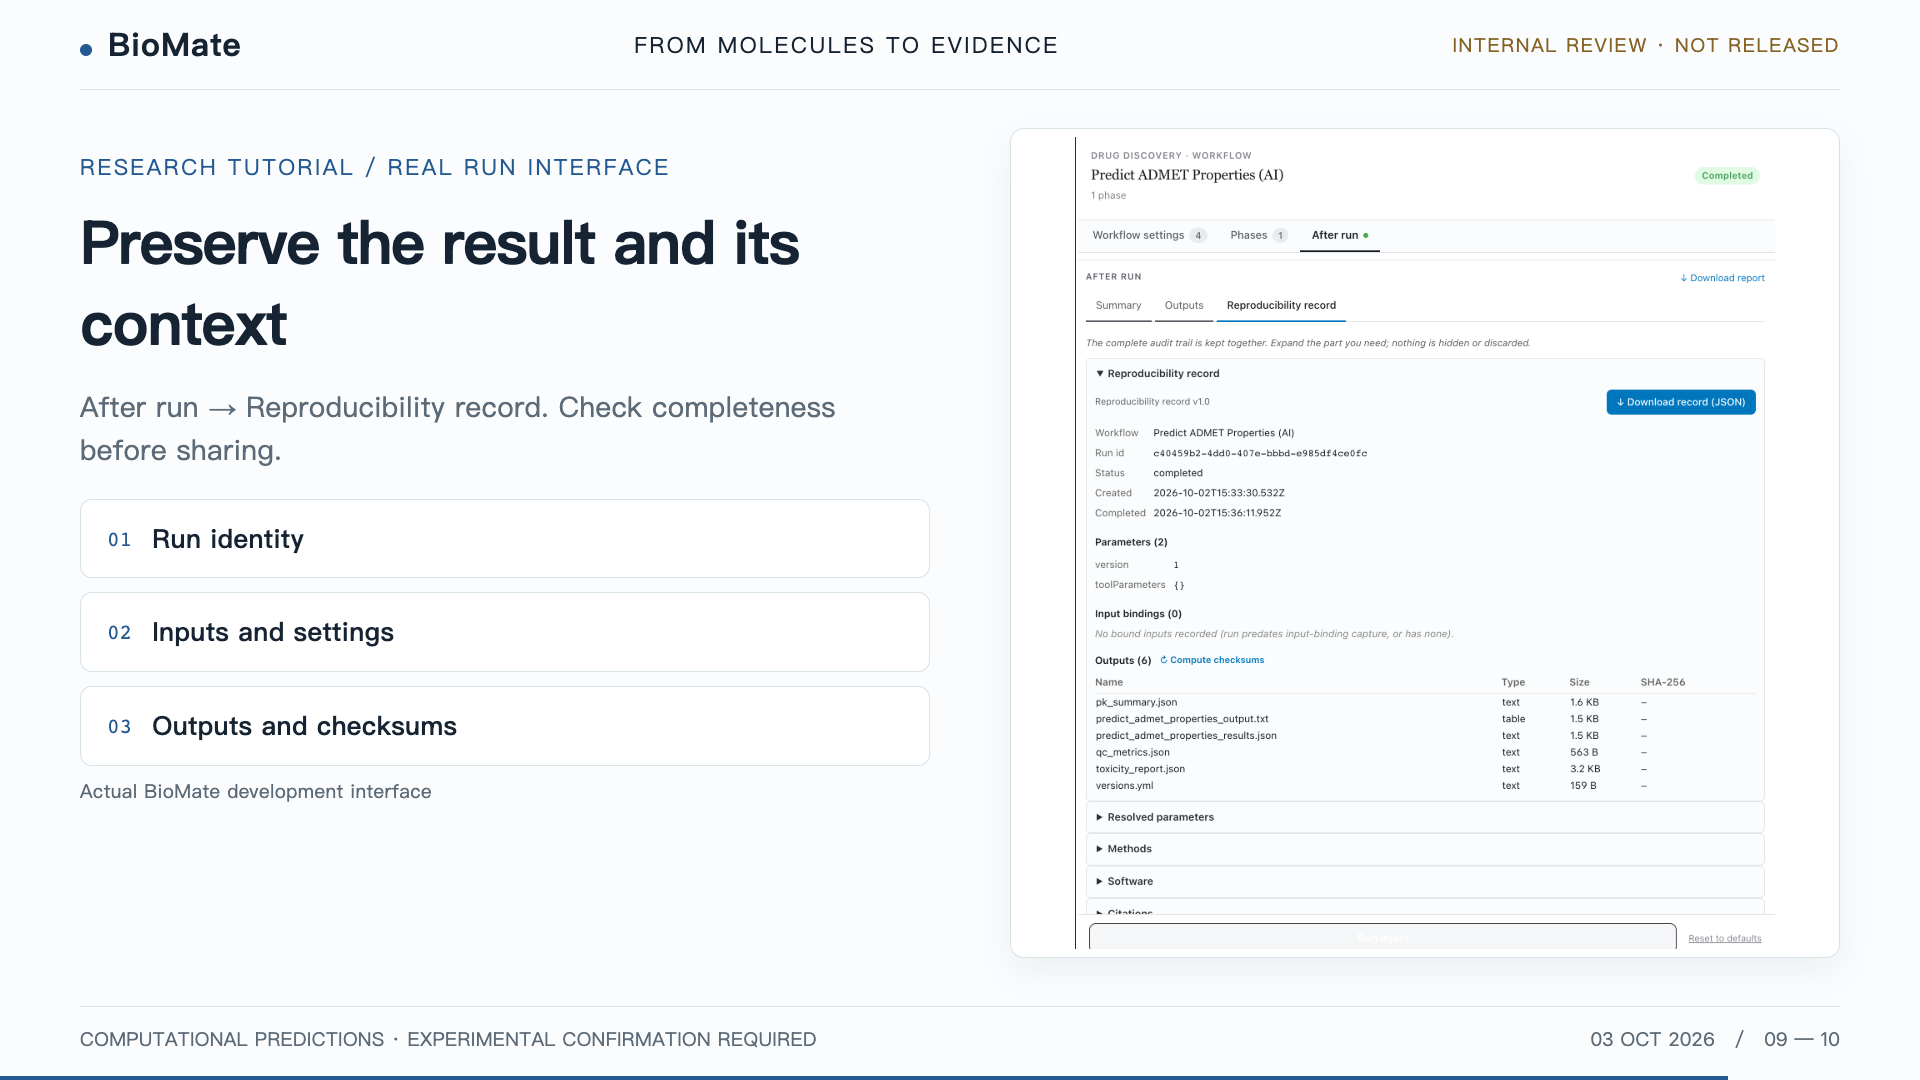 BioMate
FROM MOLECULES TO EVIDENCE
INTERNAL REVIEW · NOT RELEASED
RESEARCH TUTORIAL / REAL RUN INTERFACE
Preserve the result and its
context
After run → Reproducibility record. Check completeness
before sharing.
01 Run identity
02 Inputs and settings
03 Outputs and checksums
Actual BioMate development interface
DRUG DISCOVERY · WORKFLOW
Predict ADMET Properties (AI)
Completed
1 phase
Workflow settings 4 Phases 1 After run
AFTER RUN
↓ Download report
Summary Outputs Reproducibility record
The complete audit trail is kept together. Expand the part you need; nothing is hidden or discarded.
▼ Reproducibility record
Reproducibility record v1.0
↓ Download record (JSON)
Workflow Predict ADMET Properties (AI)
Run id c40459b2-4dd0-407e-bbbd-e985df4ce0fc
Status completed
Created 2026-10-02T15:33:30.532Z
Completed 2026-10-02T15:36:11.952Z
Parameters (2)
version 1
toolParameters {}
Input bindings (0)
No bound inputs recorded (run predates input-binding capture, or has none).
Outputs (6) ↻ Compute checksums
Name Type Size SHA-256
pk_summary.json text 1.6 KB –
predict_admet_properties_output.txt table 1.5 KB –
predict_admet_properties_results.json text 1.5 KB –
qc_metrics.json text 563 B –
toxicity_report.json text 3.2 KB –
versions.yml text 159 B –
▶ Resolved parameters
▶ Methods
▶ Software
▶ Citations
Run again
Reset to defaults
COMPUTATIONAL PREDICTIONS · EXPERIMENTAL CONFIRMATION REQUIRED
03 OCT 2026 / 09 — 10